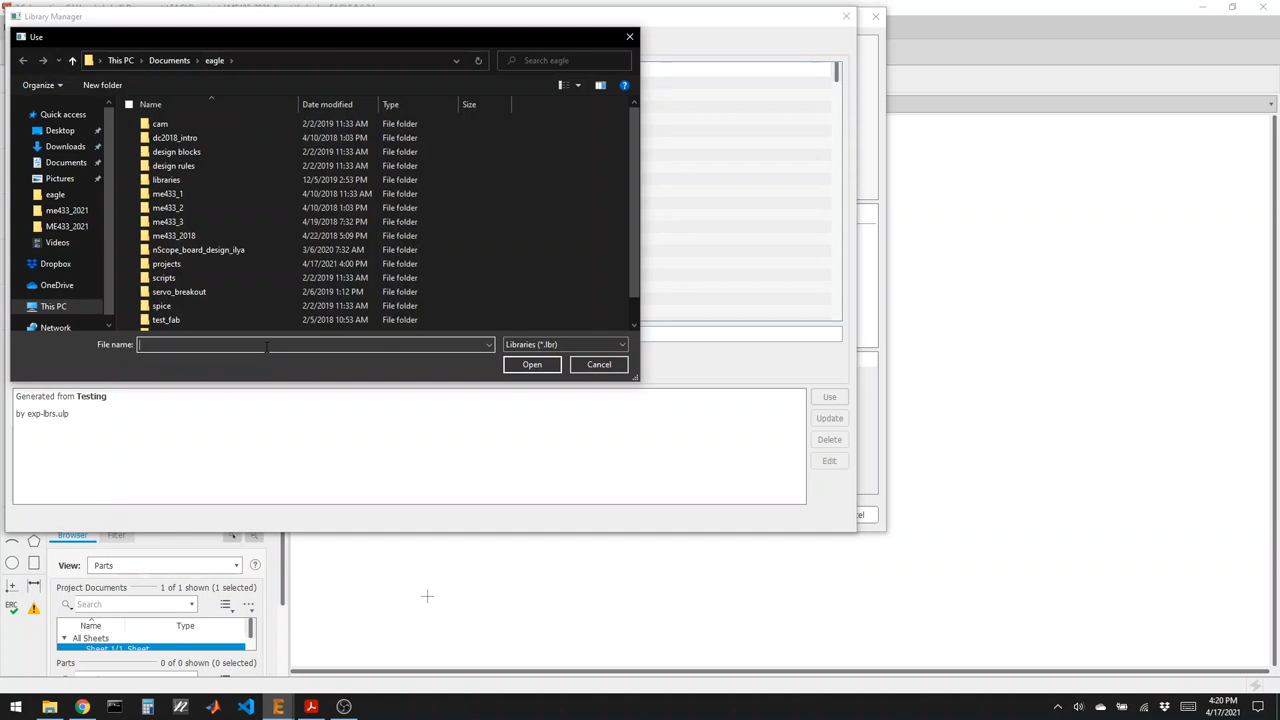 Library Manager
Use
This PC > Documents > eagle >
Search eagle
Organize
New folder
Name Date modified Type Size
Quick access
Desktop
Downloads
Documents
Pictures
eagle
me433_2021
ME433_2021
Videos
Dropbox
OneDrive
This PC
Network
cam 2/2/2019 11:33 AM File folder
dc2018_intro 4/10/2018 1:03 PM File folder
design blocks 2/2/2019 11:33 AM File folder
design rules 2/2/2019 11:33 AM File folder
libraries 12/5/2019 2:53 PM File folder
me433_1 4/10/2018 11:33 AM File folder
me433_2 4/10/2018 1:03 PM File folder
me433_3 4/19/2018 7:32 PM File folder
me433_2018 4/22/2018 5:09 PM File folder
nScope_board_design_ilya 3/6/2020 7:32 AM File folder
projects 4/17/2021 4:00 PM File folder
scripts 2/2/2019 11:33 AM File folder
servo_breakout 2/6/2019 1:12 PM File folder
spice 2/2/2019 11:33 AM File folder
test_fab 2/5/2018 10:53 AM File folder
File name:
Libraries (*.lbr)
Open
Cancel
Generated from Testing
by exp-lbrs.ulp
Use
Update
Delete
Edit
Browser Filter
View: Parts
Project Documents 1 of 1 shown (1 selected)
Search
Name Type
All Sheets
Sheet 1/1 Sheet
Parts 0 of 0 shown (0 selected)
ERC
4:20 PM
4/17/2021